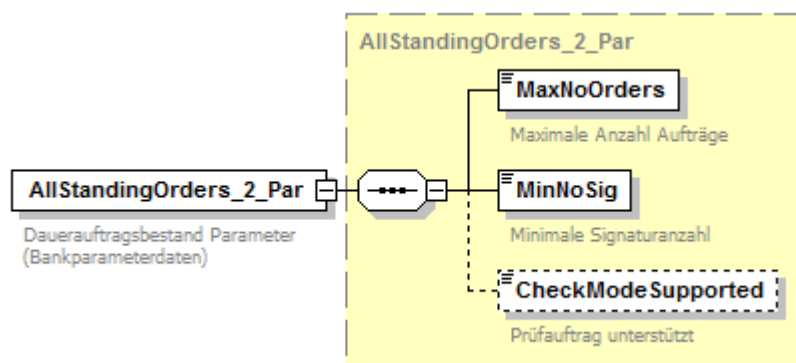 AllStandingOrders_2_Par
MaxNoOrders
Maximale Anzahl Aufträge
AllStandingOrders_2_Par
Dauerauftragsbestand Parameter
(Bankparameterdaten)
MinNoSig
Minimale Signaturanzahl
CheckModeSupported
Prüfauftrag unterstützt